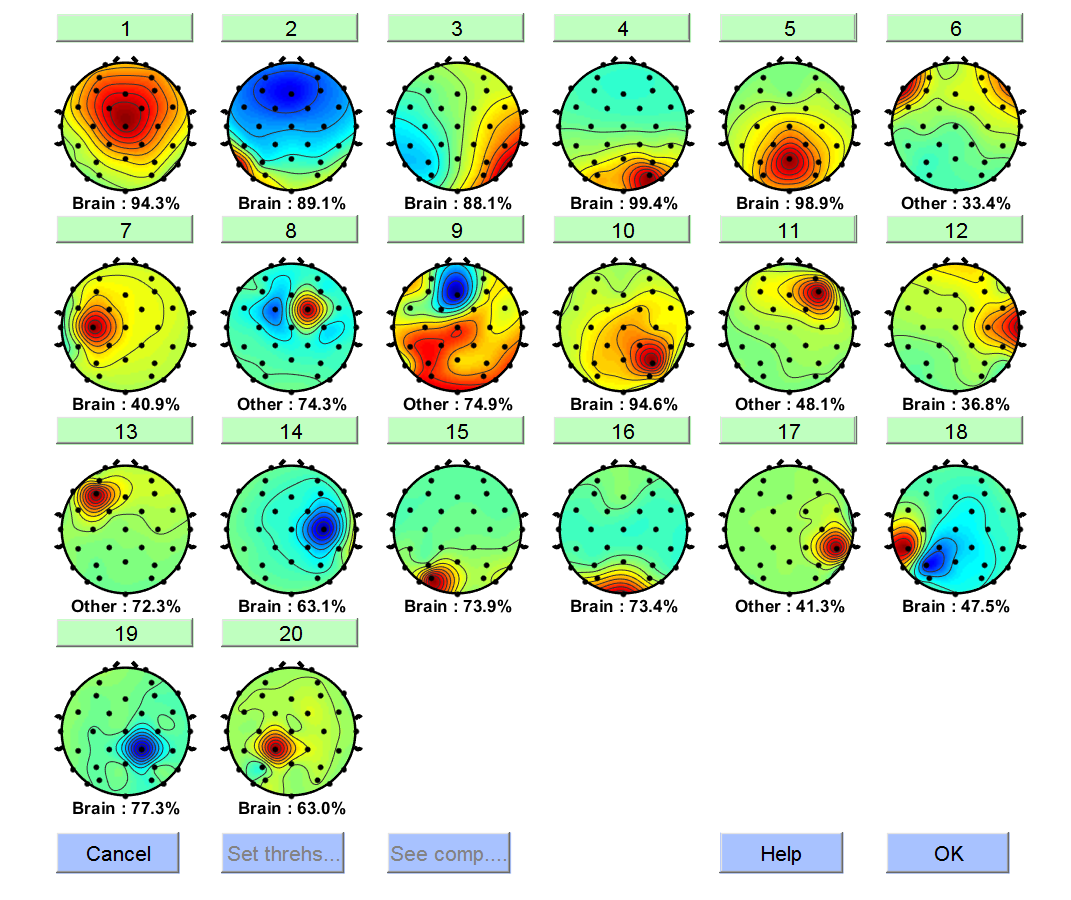 1 2 3 4 5 6
Brain : 94.3% Brain : 89.1% Brain : 88.1% Brain : 99.4% Brain : 98.9% Other : 33.4%
7 8 9 10 11 12
Brain : 40.9% Other : 74.3% Other : 74.9% Brain : 94.6% Other : 48.1% Brain : 36.8%
13 14 15 16 17 18
Other : 72.3% Brain : 63.1% Brain : 73.9% Brain : 73.4% Other : 41.3% Brain : 47.5%
19 20
Brain : 77.3% Brain : 63.0%
Cancel Set threhs... See comp.... Help OK